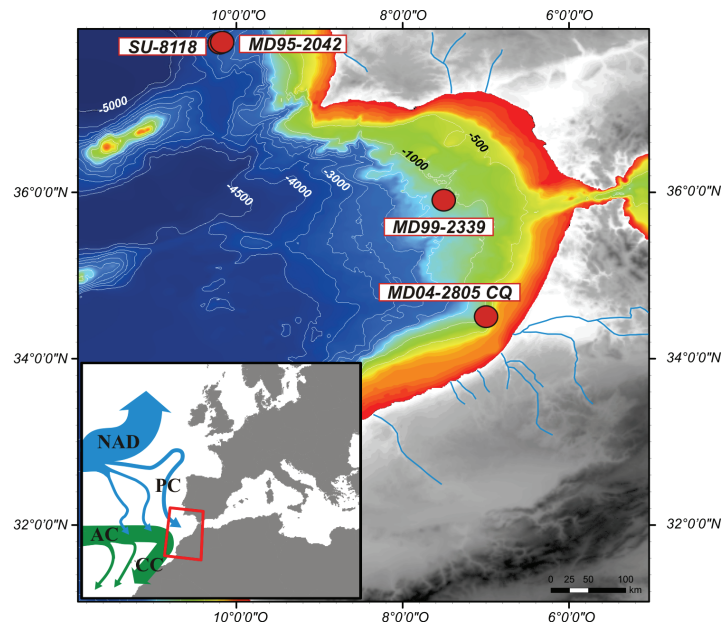 10°0'0"O 8°0'0"O 6°0'0"O
SU-8118 MD95-2042
-5000
-500
-1000
-3000
-4000
-4500
36°0'0"N 36°0'0"N
MD99-2339
MD04-2805 CQ
34°0'0"N 34°0'0"N
NAD
PC
32°0'0"N 32°0'0"N
AC
CC
0 25 50 100
km
10°0'0"O 8°0'0"O 6°0'0"O